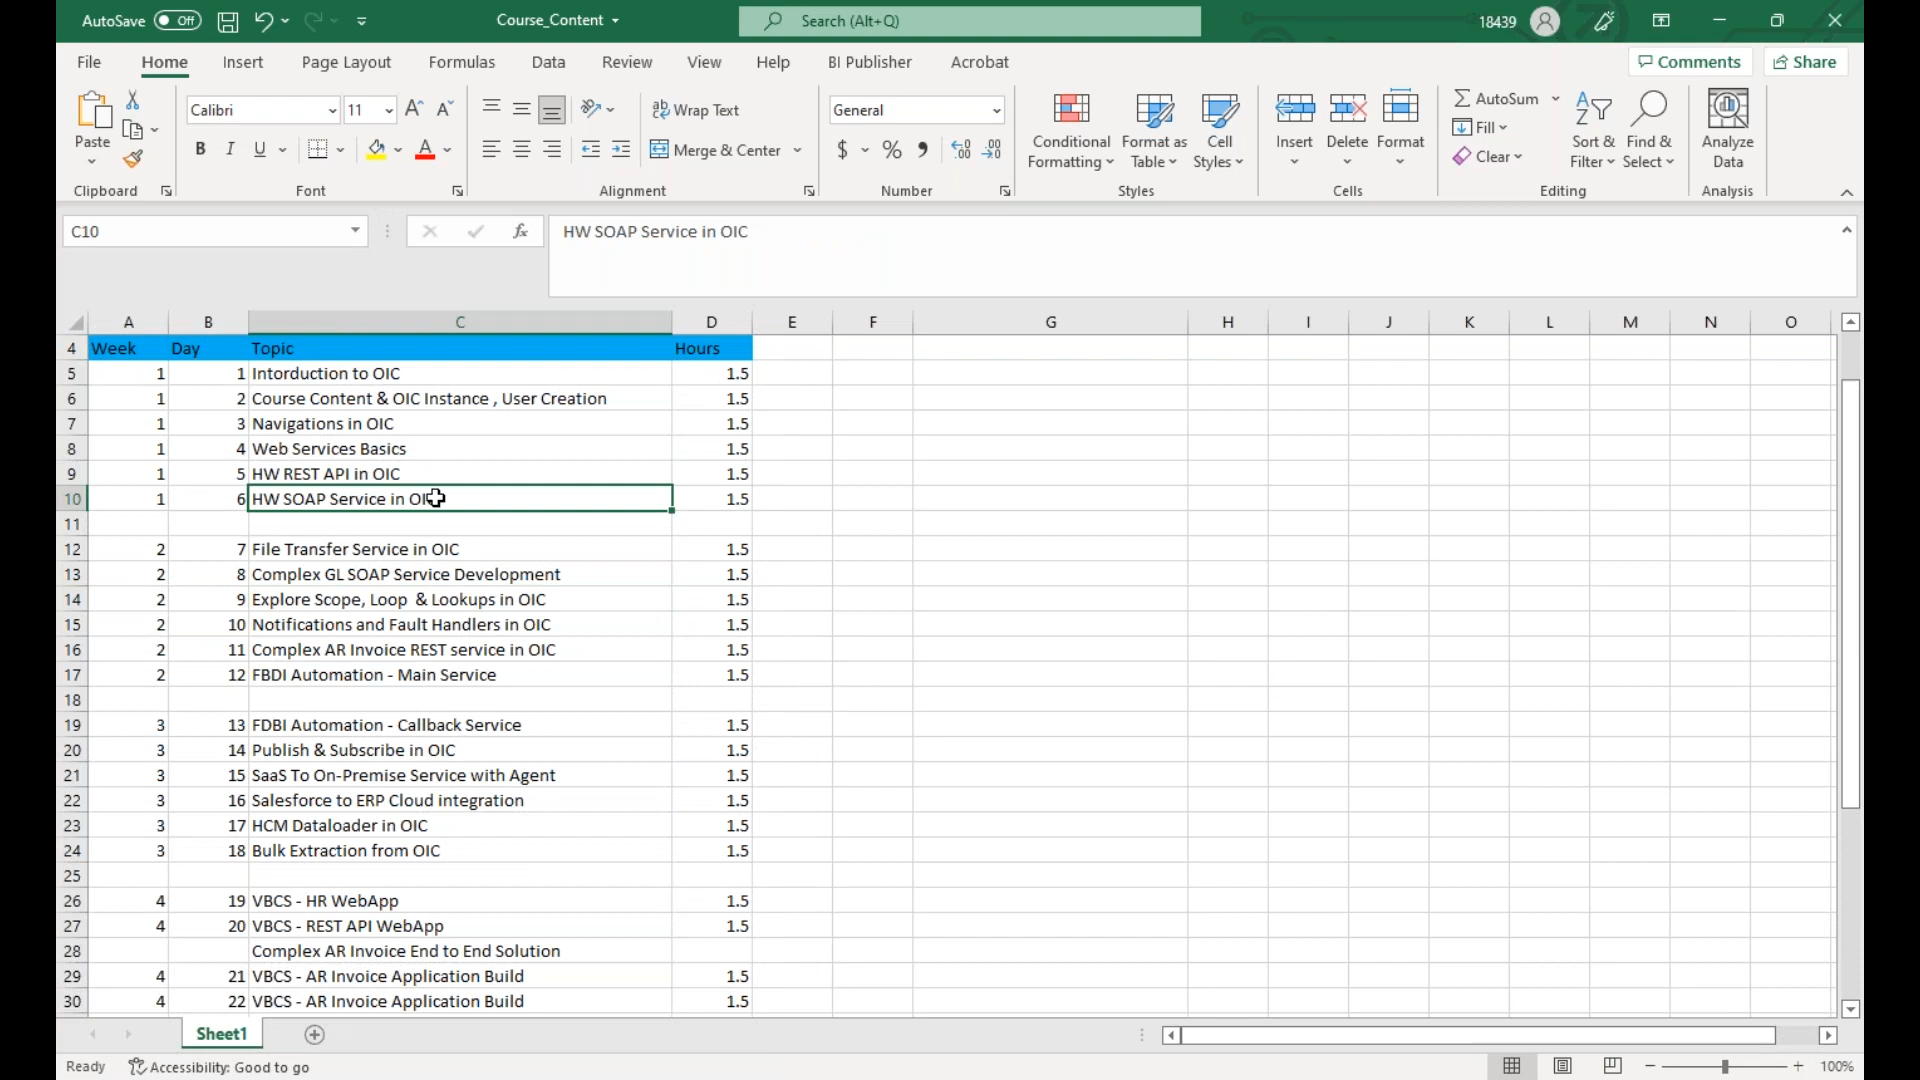 AutoSave Off Course_Content Search (Alt+Q) 18439
File Home Insert Page Layout Formulas Data Review View Help BI Publisher Acrobat Comments Share
Paste Calibri 11 Wrap Text General Conditional Formatting Format as Table Cell Styles Insert Delete Format AutoSum Sort & Filter Find & Select Analyze Data
B I U Merge & Center $ % Fill Clear
Clipboard Font Alignment Number Styles Cells Editing Analysis
C10 fx HW SOAP Service in OIC
A B C D E F G H I J K L M N O
4 Week Day Topic Hours
5 1 1 Intorduction to OIC 1.5
6 1 2 Course Content & OIC Instance , User Creation 1.5
7 1 3 Navigations in OIC 1.5
8 1 4 Web Services Basics 1.5
9 1 5 HW REST API in OIC 1.5
10 1 6 HW SOAP Service in OIC 1.5
11
12 2 7 File Transfer Service in OIC 1.5
13 2 8 Complex GL SOAP Service Development 1.5
14 2 9 Explore Scope, Loop & Lookups in OIC 1.5
15 2 10 Notifications and Fault Handlers in OIC 1.5
16 2 11 Complex AR Invoice REST service in OIC 1.5
17 2 12 FBDI Automation - Main Service 1.5
18
19 3 13 FDBI Automation - Callback Service 1.5
20 3 14 Publish & Subscribe in OIC 1.5
21 3 15 SaaS To On-Premise Service with Agent 1.5
22 3 16 Salesforce to ERP Cloud integration 1.5
23 3 17 HCM Dataloader in OIC 1.5
24 3 18 Bulk Extraction from OIC 1.5
25
26 4 19 VBCS - HR WebApp 1.5
27 4 20 VBCS - REST API WebApp 1.5
28 Complex AR Invoice End to End Solution
29 4 21 VBCS - AR Invoice Application Build 1.5
30 4 22 VBCS - AR Invoice Application Build 1.5
Sheet1
Ready Accessibility: Good to go 100%